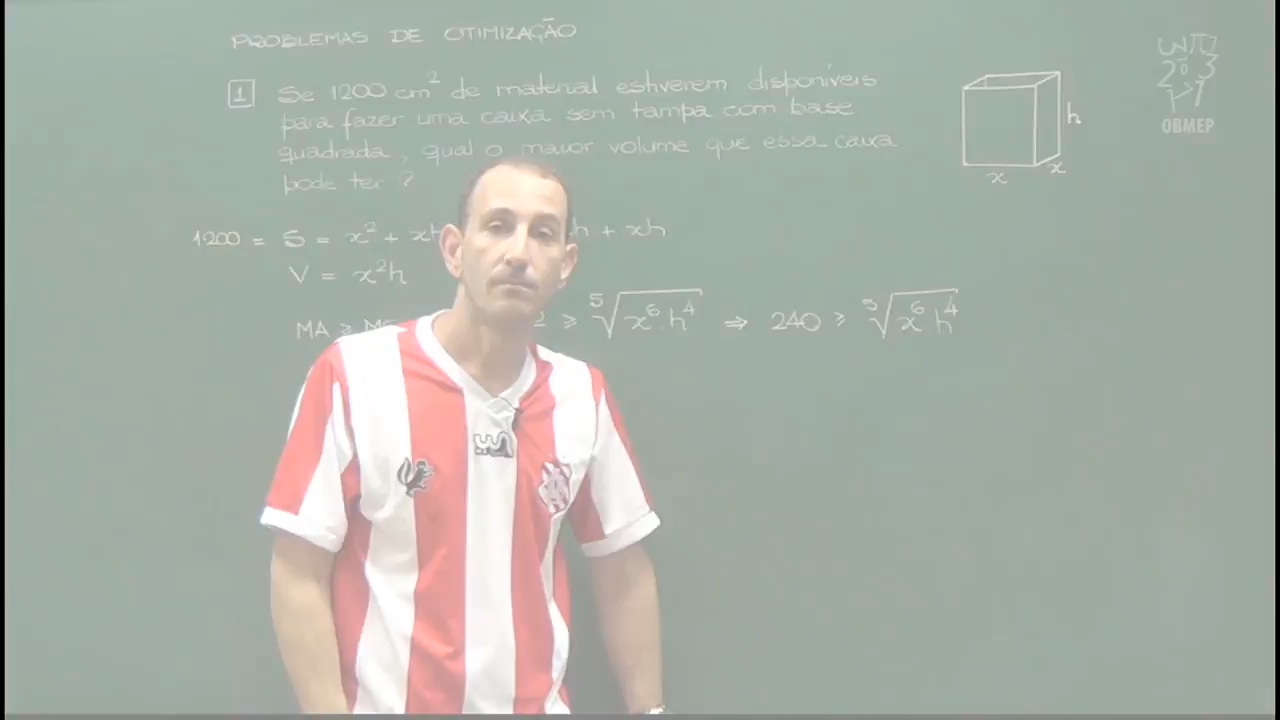 PROBLEMAS DE OTIMIZAÇÃO
1 Se 1200 cm² de material estiverem disponíveis
para fazer uma caixa sem tampa com base
quadrada, qual o maior volume que essa caixa
pode ter?
h
x
x
OBMEP
1200 = S = x² + xh + xh
V = x²h
MA ≥ ≥ ⁵√x⁶.h⁴ ⇒ 240 ≥ ⁵√x⁶h⁴